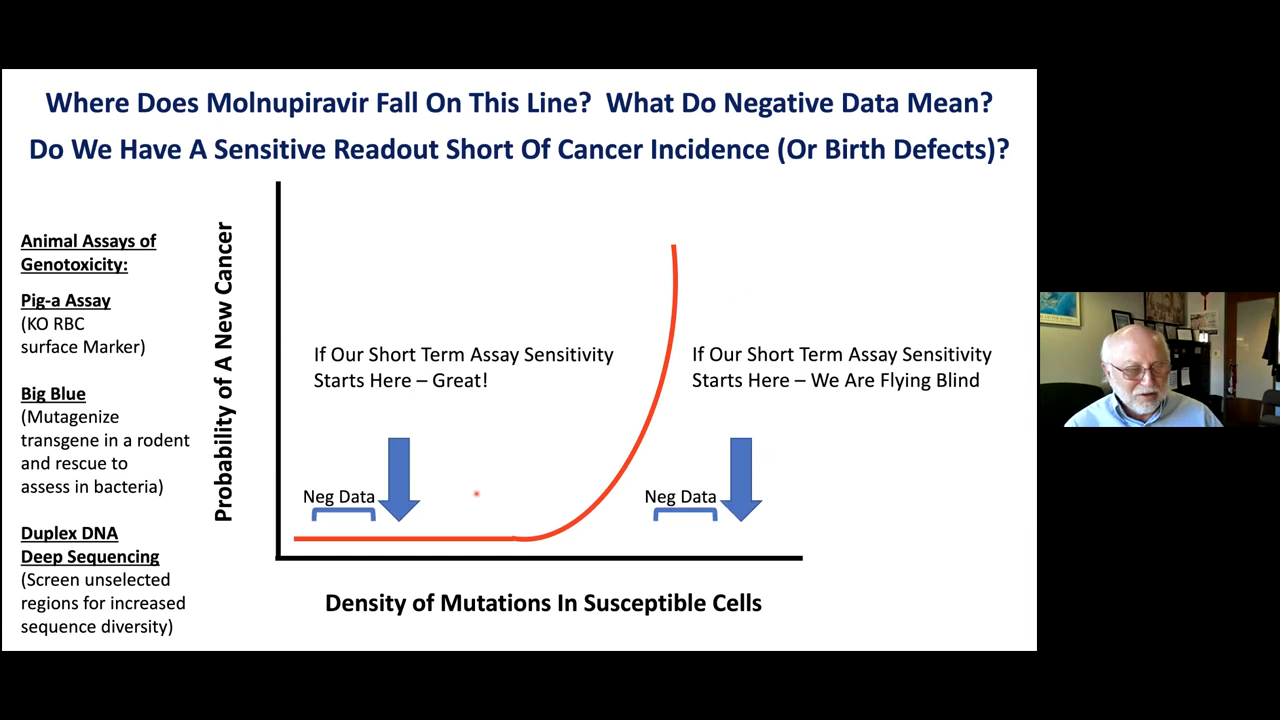 Where Does Molnupiravir Fall On This Line? What Do Negative Data Mean?
Do We Have A Sensitive Readout Short Of Cancer Incidence (Or Birth Defects)?
Animal Assays of
Genotoxicity:
Pig-a Assay
(KO RBC
surface Marker)
Big Blue
(Mutagenize
transgene in a rodent
and rescue to
assess in bacteria)
Duplex DNA
Deep Sequencing
(Screen unselected
regions for increased
sequence diversity)
Probability of A New Cancer
If Our Short Term Assay Sensitivity
Starts Here – Great!
Neg Data
If Our Short Term Assay Sensitivity
Starts Here – We Are Flying Blind
Neg Data
Density of Mutations In Susceptible Cells